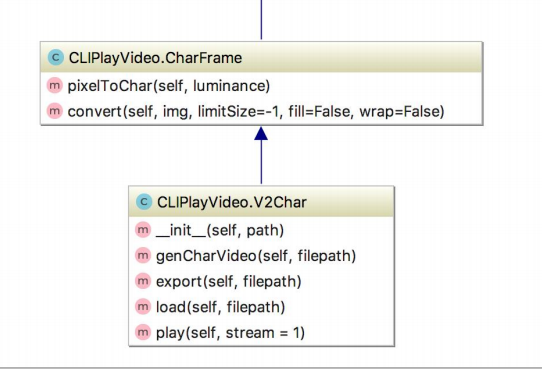 C CLIPlayVideo.CharFrame
m pixelToChar(self, luminance)
m convert(self, img, limitSize=-1, fill=False, wrap=False)
C CLIPlayVideo.V2Char
m __init__(self, path)
m genCharVideo(self, filepath)
m export(self, filepath)
m load(self, filepath)
m play(self, stream = 1)